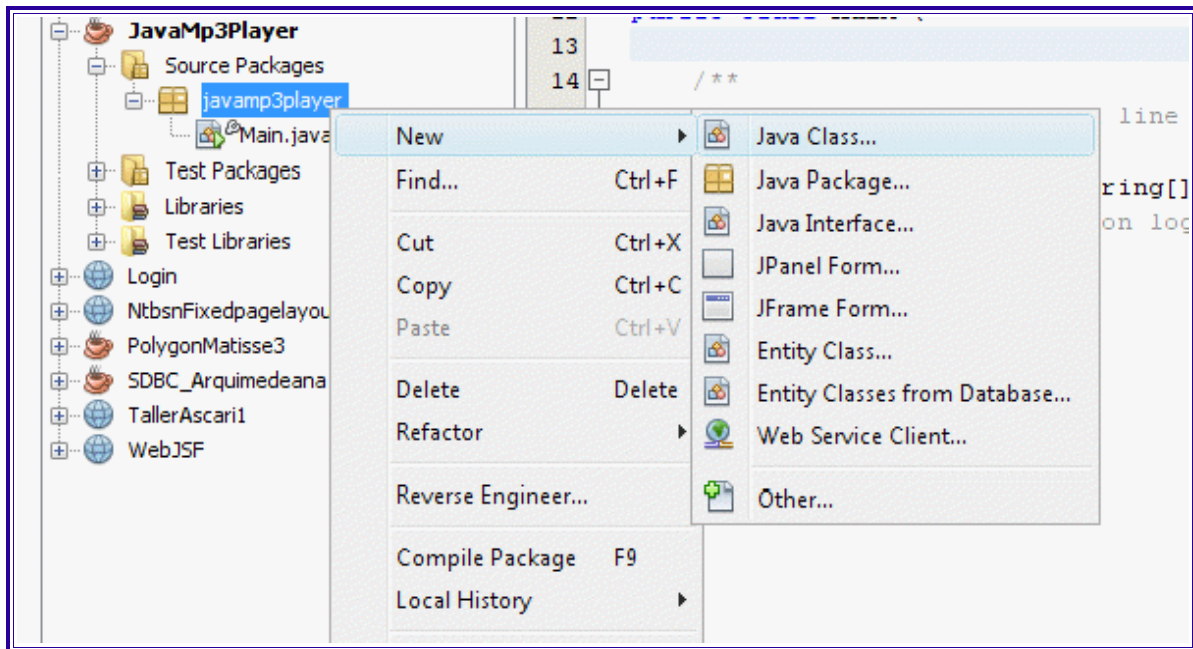 JavaMp3Player
Source Packages
javamp3player
Main.java
Test Packages
Libraries
Test Libraries
Login
NtbsnFixedpagelayou
PolygonMatisse3
SDBC_Arquimedeana
TallerAscari1
WebJSF
13
14 /**
line
ring[]
on log
New
Find... Ctrl+F
Cut Ctrl+X
Copy Ctrl+C
Paste Ctrl+V
Delete Delete
Refactor
Reverse Engineer...
Compile Package F9
Local History
Java Class...
Java Package...
Java Interface...
JPanel Form...
JFrame Form...
Entity Class...
Entity Classes from Database...
Web Service Client...
Other...